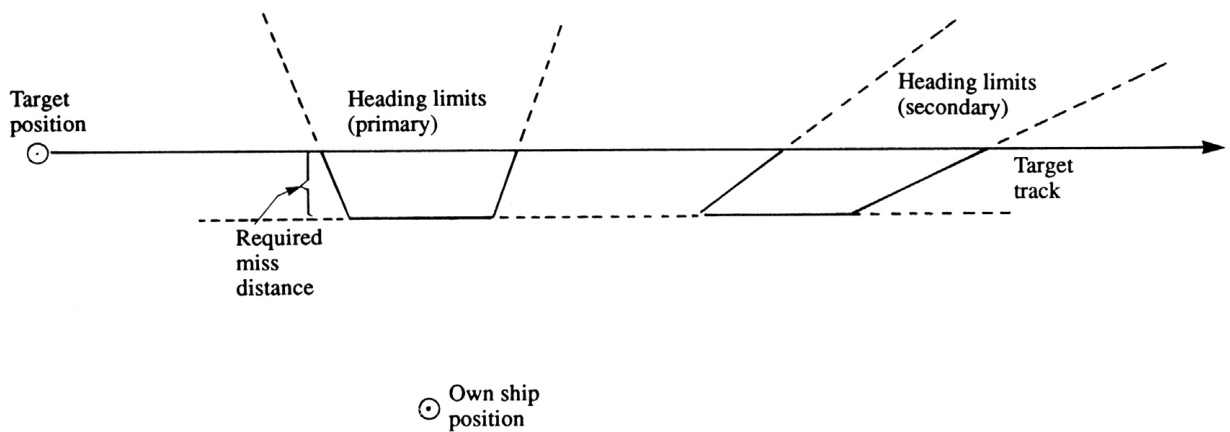 Target
position
Heading limits
(primary)
Heading limits
(secondary)
Target
track
Required
miss
distance
Own ship
position